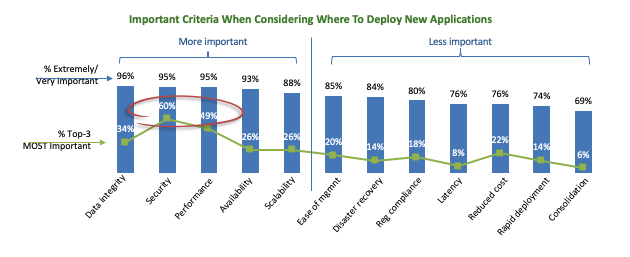 Important Criteria When Considering Where To Deploy New Applications
More important
Less important
% Extremely/
Very Important
96%
95%
95%
93%
88%
85%
84%
80%
76%
76%
74%
69%
% Top-3
MOST Important
34%
60%
49%
26%
26%
20%
14%
18%
8%
22%
14%
6%
Data integrity
Security
Performance
Availability
Scalability
Ease of mgmnt
Disaster recovery
Reg compliance
Latency
Reduced cost
Rapid deployment
Consolidation